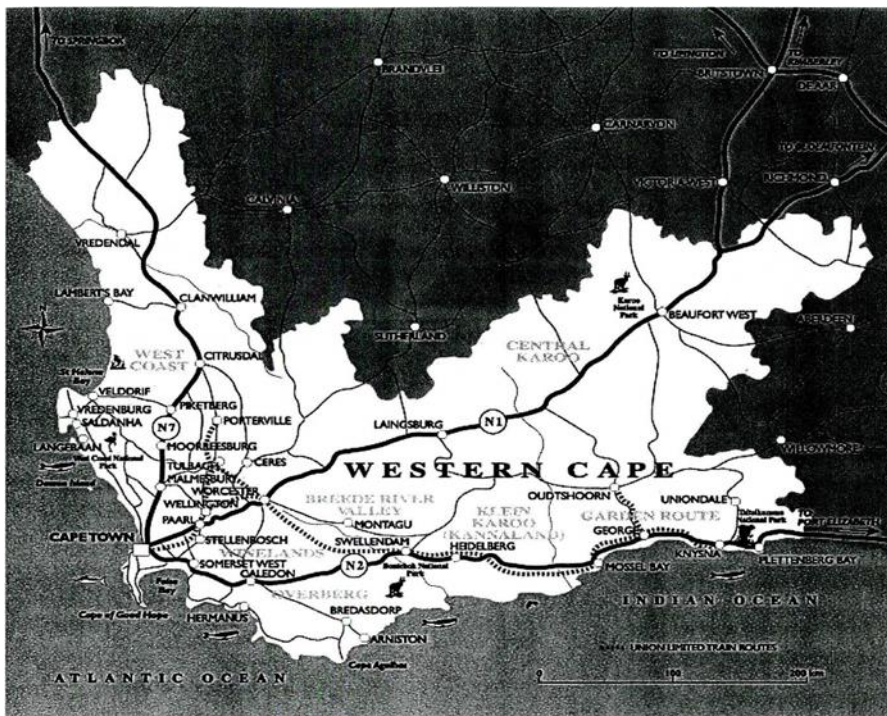 TO SPRINGBOK
BRANDVLEI
TO UPINGTON
TO
KIMBERLEY
BRITSTOWN
DE AAR
CARNARVON
TO BLOEMFONTEIN
CALVINIA
WILLISTON
VICTORIA WEST
RICHMOND
VREDENDAL
LAMBERT'S BAY
CLANWILLIAM
Karoo
National
Park
BEAUFORT WEST
SUTHERLAND
ABERDEEN
WEST
COAST
CITRUSDAL
CENTRAL
KAROO
St Helena
Bay
VELDDRIF
VREDENBURG
SALDANHA
LANGEBAAN
West Coast National
Park
PIKETBERG
PORTERVILLE
N7
MOORREESBURG
LAINGSBURG
N1
WILLOWMORE
TULBAGH
CERES
MALMESBURY
WESTERN CAPE
WORCESTER
WELLINGTON
PAARL
BREEDE RIVER
VALLEY
MONTAGU
KLEIN
KAROO
(KANNALAND)
OUDTSHOORN
UNIONDALE
GARDEN ROUTE
GEORGE
Tsitsikamma
National Park
TO
PORT ELIZABETH
CAPE TOWN
STELLENBOSCH
WINELANDS
SWELLENDAM
HEIDELBERG
KNYSNA
PLETTENBERG BAY
SOMERSET WEST
N2
Bontebok
National Park
MOSSEL BAY
False
Bay
CALEDON
OVERBERG
Cape of Good Hope
HERMANUS
BREDASDORP
ARNISTON
Cape Agulhas
INDIAN OCEAN
UNION LIMITED TRAIN ROUTES
ATLANTIC OCEAN
0 100 200 km